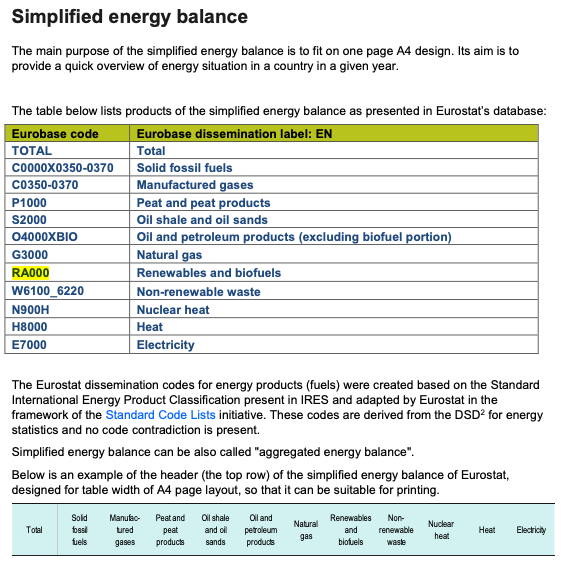 Simplified energy balance
The main purpose of the simplified energy balance is to fit on one page A4 design. Its aim is to
provide a quick overview of energy situation in a country in a given year.
The table below lists products of the simplified energy balance as presented in Eurostat's database:
Eurobase code Eurobase dissemination label: EN
TOTAL Total
C0000X0350-0370 Solid fossil fuels
C0350-0370 Manufactured gases
P1000 Peat and peat products
S2000 Oil shale and oil sands
O4000XBIO Oil and petroleum products (excluding biofuel portion)
G3000 Natural gas
RA000 Renewables and biofuels
W6100_6220 Non-renewable waste
N900H Nuclear heat
H8000 Heat
E7000 Electricity
The Eurostat dissemination codes for energy products (fuels) were created based on the Standard
International Energy Product Classification present in IRES and adapted by Eurostat in the
framework of the Standard Code Lists initiative. These codes are derived from the DSD² for energy
statistics and no code contradiction is present.
Simplified energy balance can be also called "aggregated energy balance".
Below is an example of the header (the top row) of the simplified energy balance of Eurostat,
designed for table width of A4 page layout, so that it can be suitable for printing.
Total
Solid
fossil
fuels
Manufac-
tured
gases
Peat and
peat
products
Oil shale
and oil
sands
Oil and
petroleum
products
Natural
gas
Renewables
and
biofuels
Non-
renewable
waste
Nuclear
heat
Heat
Electricity